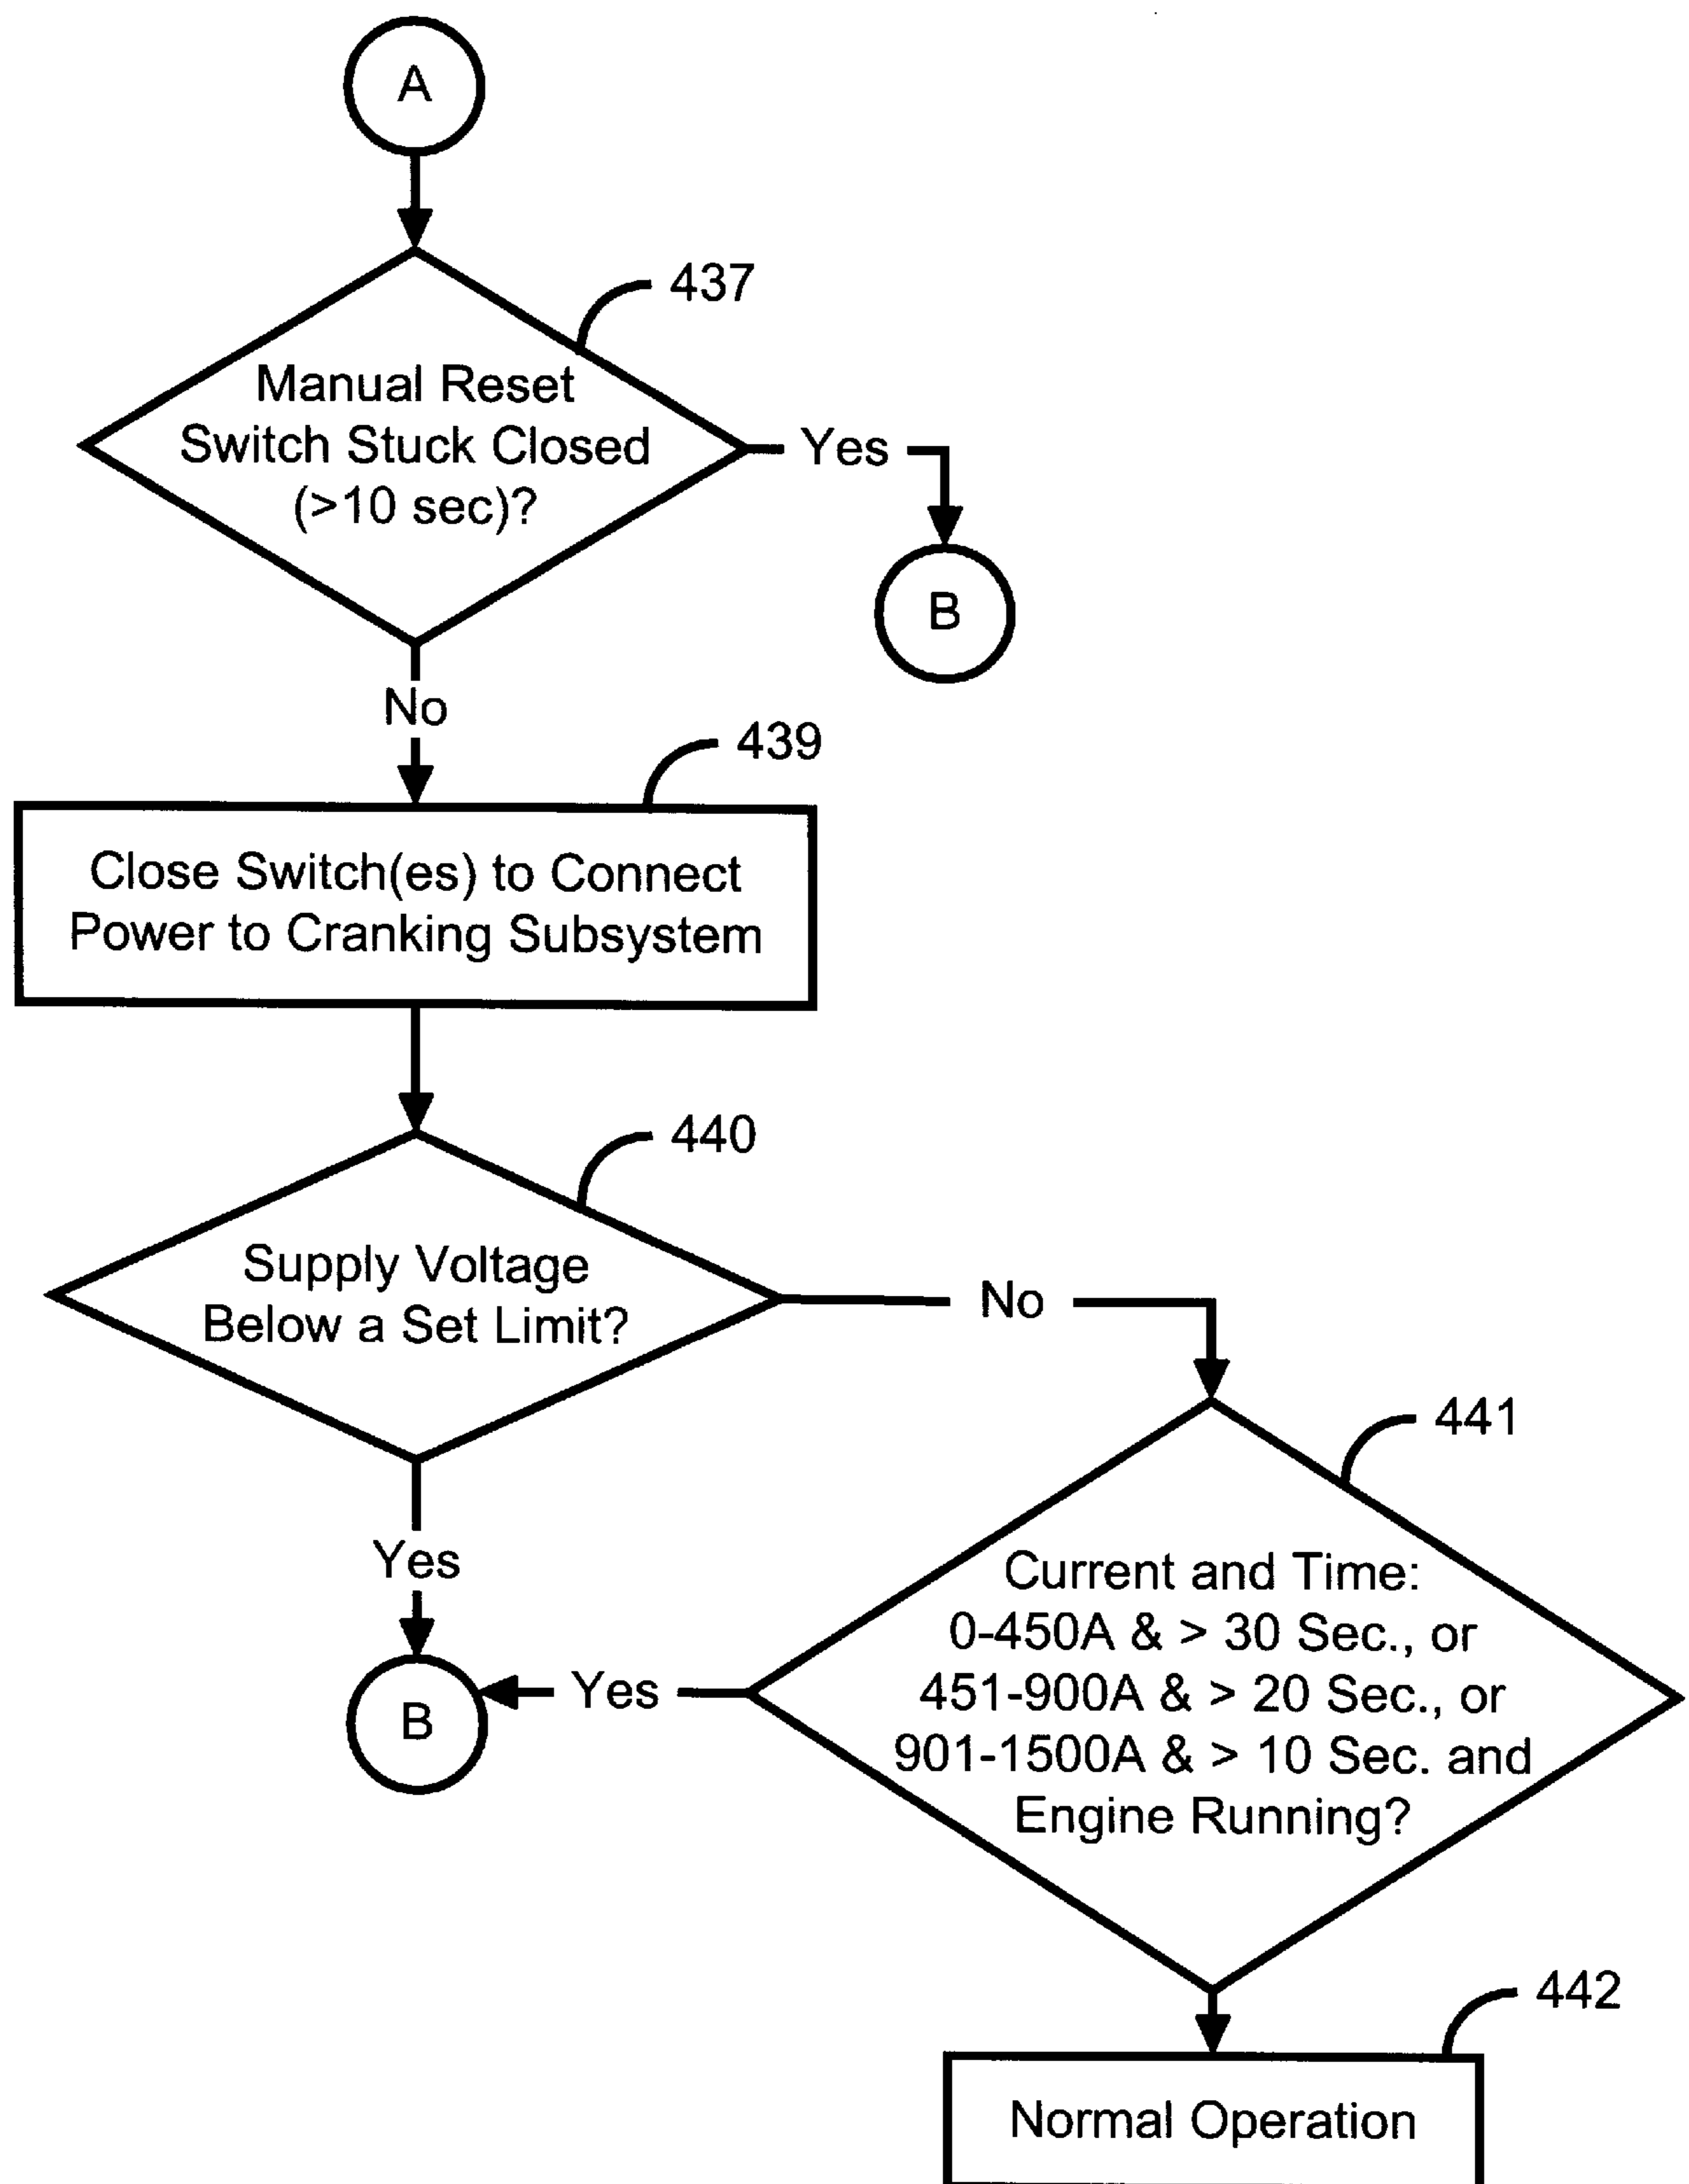 A
437
Manual Reset
Switch Stuck Closed
(>10 sec)?
Yes
B
No
439
Close Switch(es) to Connect
Power to Cranking Subsystem
440
Supply Voltage
Below a Set Limit?
No
441
Yes
Current and Time:
0-450A & > 30 Sec., or
451-900A & > 20 Sec., or
901-1500A & > 10 Sec. and
Engine Running?
Yes
B
442
Normal Operation